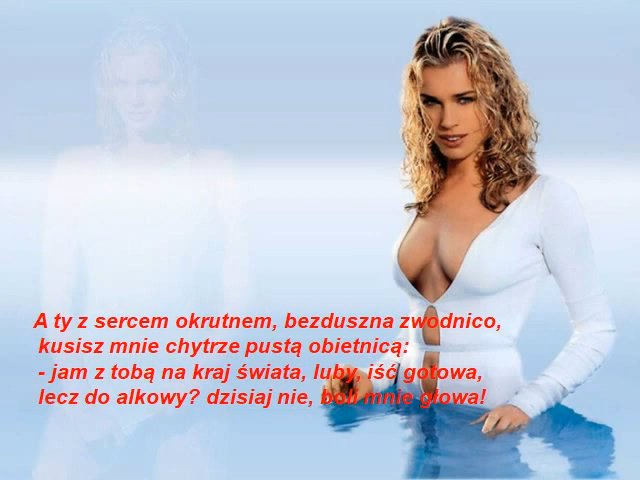 A ty z sercem okrutnem, bezduszna zwodnico,
kusisz mnie chytrze pustą obietnicą:
- jam z tobą na kraj świata, luby, iść gotowa,
lecz do alkowy? dzisiaj nie, boli mnie głowa!